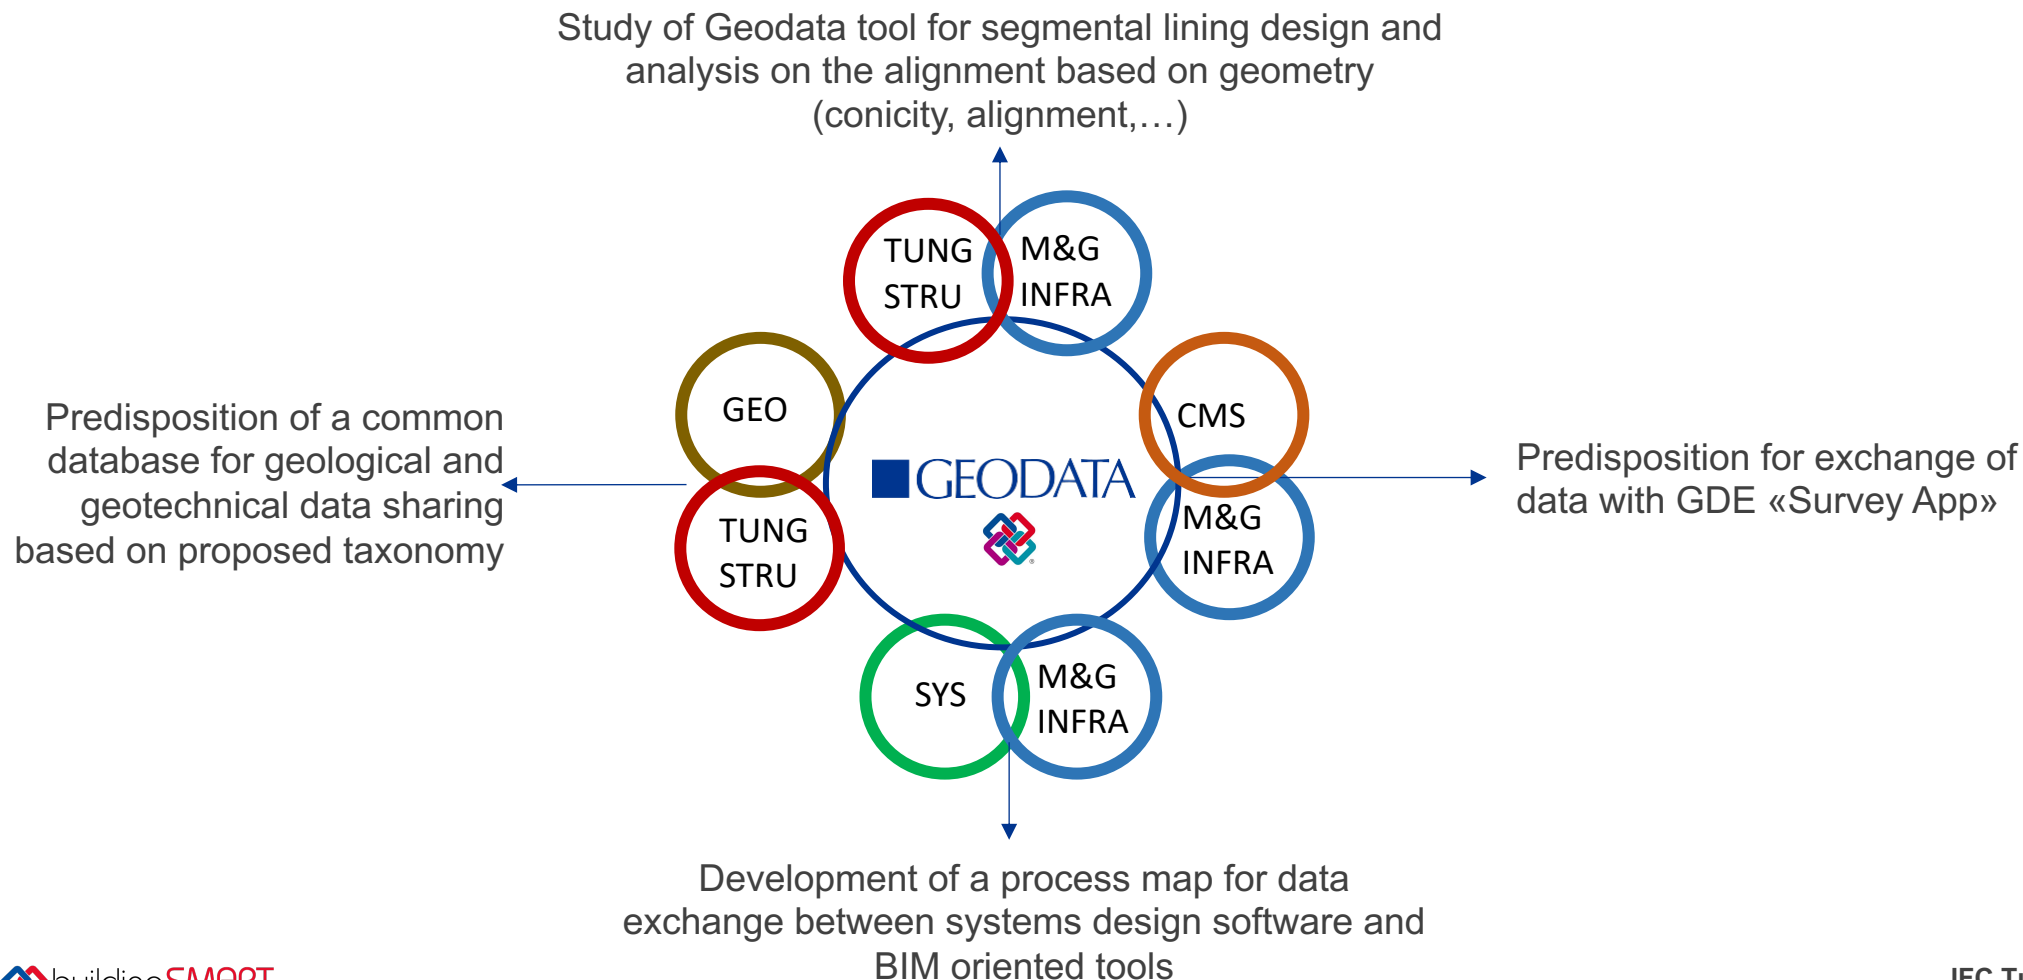 Study of Geodata tool for segmental lining design and
analysis on the alignment based on geometry
(conicity, alignment,…)
TUNG
STRU
M&G
INFRA
GEO
CMS
Predisposition of a common
database for geological and
geotechnical data sharing
based on proposed taxonomy
GEODATA
Predisposition for exchange of
data with GDE «Survey App»
TUNG
STRU
M&G
INFRA
®
SYS
M&G
INFRA
Development of a process map for data
exchange between systems design software and
BIM oriented tools
buildingSMART
IFC Tu